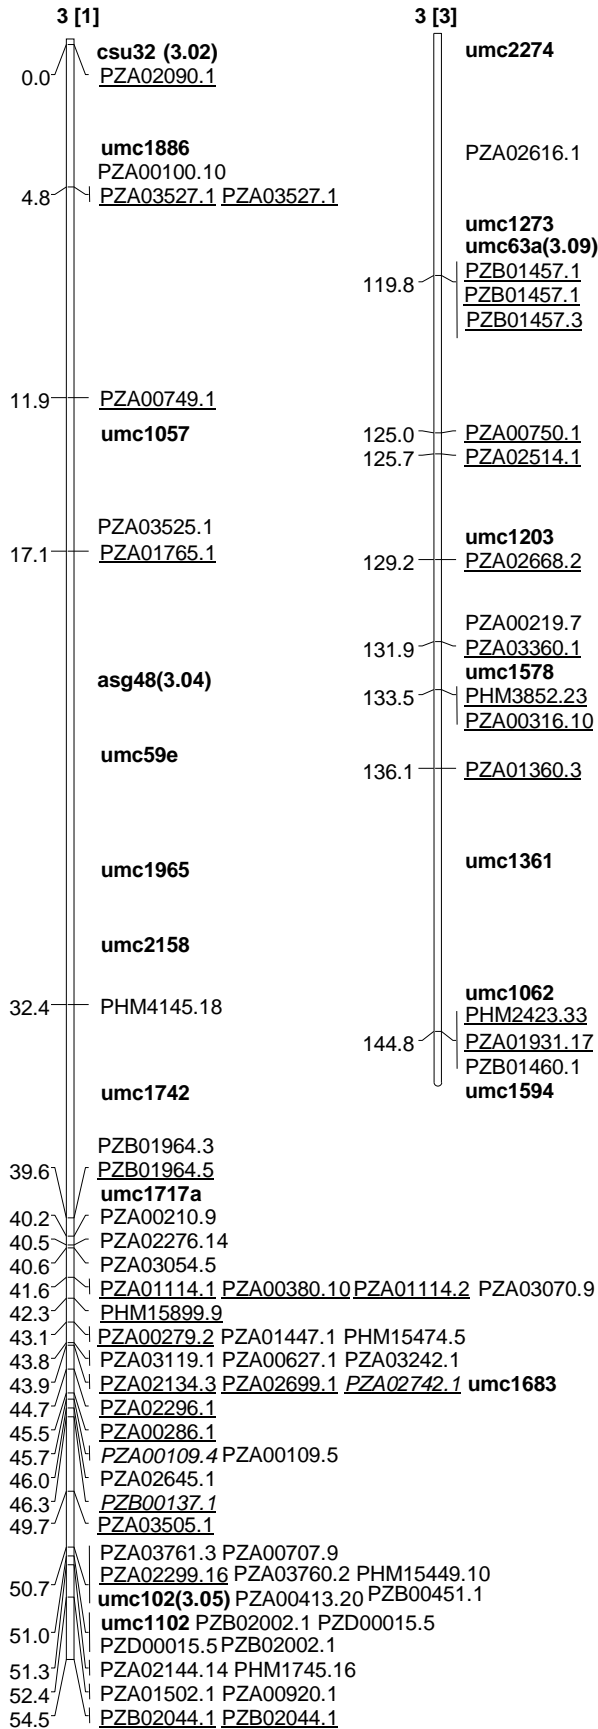 3 [1]
csu32 (3.02)
0.0 PZA02090.1
umc1886
PZA00100.10
4.8 PZA03527.1 PZA03527.1
11.9 PZA00749.1
umc1057
PZA03525.1
17.1 PZA01765.1
asg48(3.04)
umc59e
umc1965
umc2158
32.4 PHM4145.18
umc1742
PZB01964.3
39.6 PZB01964.5
umc1717a
40.2 PZA00210.9
40.5 PZA02276.14
40.6 PZA03054.5
41.6 PZA01114.1 PZA00380.10 PZA01114.2 PZA03070.9
42.3 PHM15899.9
43.1 PZA00279.2 PZA01447.1 PHM15474.5
43.8 PZA03119.1 PZA00627.1 PZA03242.1
43.9 PZA02134.3 PZA02699.1 PZA02742.1 umc1683
44.7 PZA02296.1
45.5 PZA00286.1
45.7 PZA00109.4 PZA00109.5
46.0 PZA02645.1
46.3 PZB00137.1
49.7 PZA03505.1
PZA03761.3 PZA00707.9
50.7 PZA02299.16 PZA03760.2 PHM15449.10
umc102(3.05) PZA00413.20 PZB00451.1
51.0 umc1102 PZB02002.1 PZD00015.5
PZD00015.5 PZB02002.1
51.3 PZA02144.14 PHM1745.16
52.4 PZA01502.1 PZA00920.1
54.5 PZB02044.1 PZB02044.1
3 [3]
umc2274
PZA02616.1
umc1273
umc63a(3.09)
PZB01457.1
119.8 PZB01457.1
PZB01457.3
125.0 PZA00750.1
125.7 PZA02514.1
umc1203
129.2 PZA02668.2
PZA00219.7
131.9 PZA03360.1
umc1578
133.5 PHM3852.23
PZA00316.10
136.1 PZA01360.3
umc1361
umc1062
PHM2423.33
144.8 PZA01931.17
PZB01460.1
umc1594